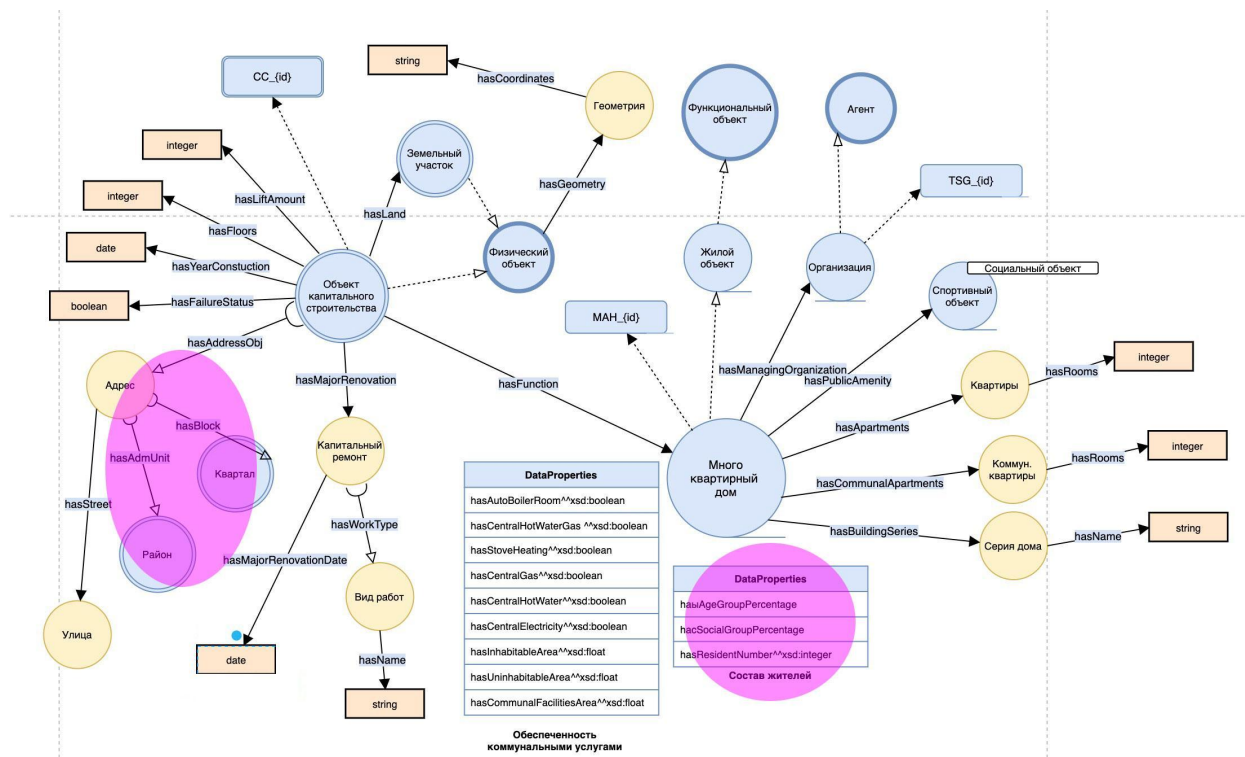 string
CC_{id}
hasCoordinates
Геометрия
Функциональный
объект
Агент
integer
Земельный
участок
hasGeometry
TSG_{id}
integer
hasLiftAmount
hasLand
hasFloors
date
Физический
объект
Жилой
объект
Организация
Социальный объект
hasYearConstuction
Объект
капитального
строительства
Спортивный
объект
boolean
hasFailureStatus
MAH_{id}
hasAddressObj
Адрес
hasMajorRenovation
hasFunction
hasManagingOrganization
hasPublicAmenity
integer
hasRooms
Квартиры
hasBlock
hasApartments
hasAdmUnit
Квартал
Капитальный
ремонт
Много
квартирный
дом
Коммун.
квартиры
hasRooms
integer
hasCommunalApartments
hasStreet
hasWorkType
hasBuildingSeries
Серия дома
hasName
string
Район
hasMajorRenovationDate
Вид работ
Улица
date
hasName
string
DataProperties
hasAutoBoilerRoom^^xsd:boolean
hasCentralHotWaterGas ^^xsd:boolean
hasStoveHeating^^xsd:boolean
hasCentralGas^^xsd:boolean
hasCentralHotWater^^xsd:boolean
hasCentralElectricity^^xsd:boolean
hasInhabitableArea^^xsd:float
hasUninhabitableArea^^xsd:float
hasCommunalFacilitiesArea^^xsd:float
Обеспеченность
коммунальными услугами
DataProperties
haыAgeGroupPercentage
hacSocialGroupPercentage
hasResidentNumber^^xsd:integer
Состав жителей